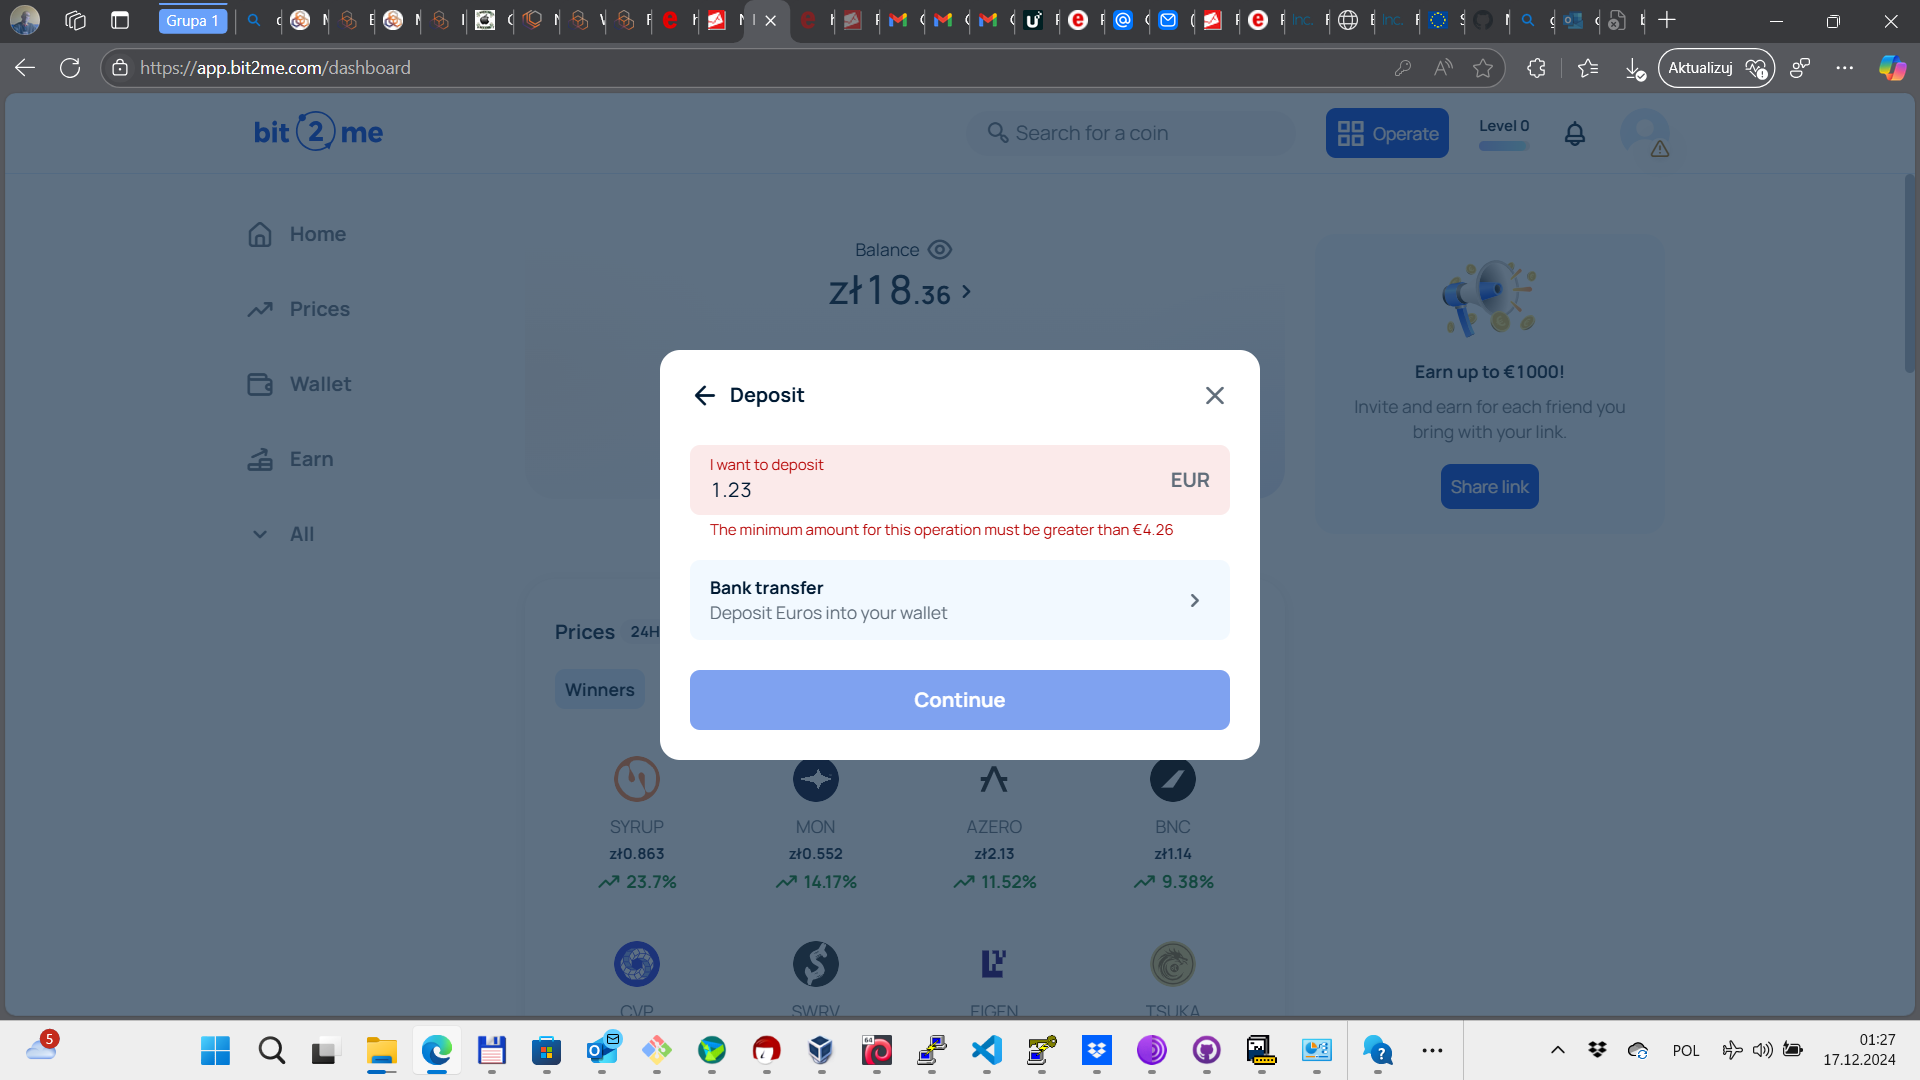 Grupa 1
https://app.bit2me.com/dashboard
Aktualizuj
bit 2 me
Search for a coin
Operate
Level 0
Home
Prices
Wallet
Earn
All
Balance
zł18.36
Earn up to €1000!
Invite and earn for each friend you
bring with your link.
Share link
Deposit
I want to deposit
1.23
EUR
The minimum amount for this operation must be greater than €4.26
Bank transfer
Deposit Euros into your wallet
Continue
Prices 24H
Winners
SYRUP
zł0.863
23.7%
MON
zł0.552
14.17%
AZERO
zł2.13
11.52%
BNC
zł1.14
9.38%
CVP
SWRV
EIGEN
TSUKA
5
64
POL
01:27
17.12.2024